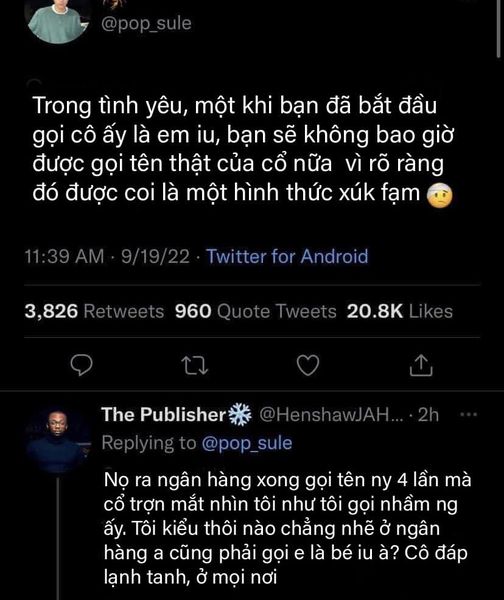 @pop_sule
Trong tình yêu, một khi bạn đã bắt đầu
gọi cô ấy là em iu, bạn sẽ không bao giờ
được gọi tên thật của cổ nữa vì rõ ràng
đó được coi là một hình thức xúk fạm 🤕
11:39 AM · 9/19/22 · Twitter for Android
3,826 Retweets 960 Quote Tweets 20.8K Likes
The Publisher❄️ @HenshawJAH... · 2h ...
Replying to @pop_sule
Nọ ra ngân hàng xong gọi tên ny 4 lần mà
cổ trợn mắt nhìn tôi như tôi gọi nhầm ng
ấy. Tôi kiểu thôi nào chẳng nhẽ ở ngân
hàng a cũng phải gọi e là bé iu à? Cô đáp
lạnh tanh, ở mọi nơi